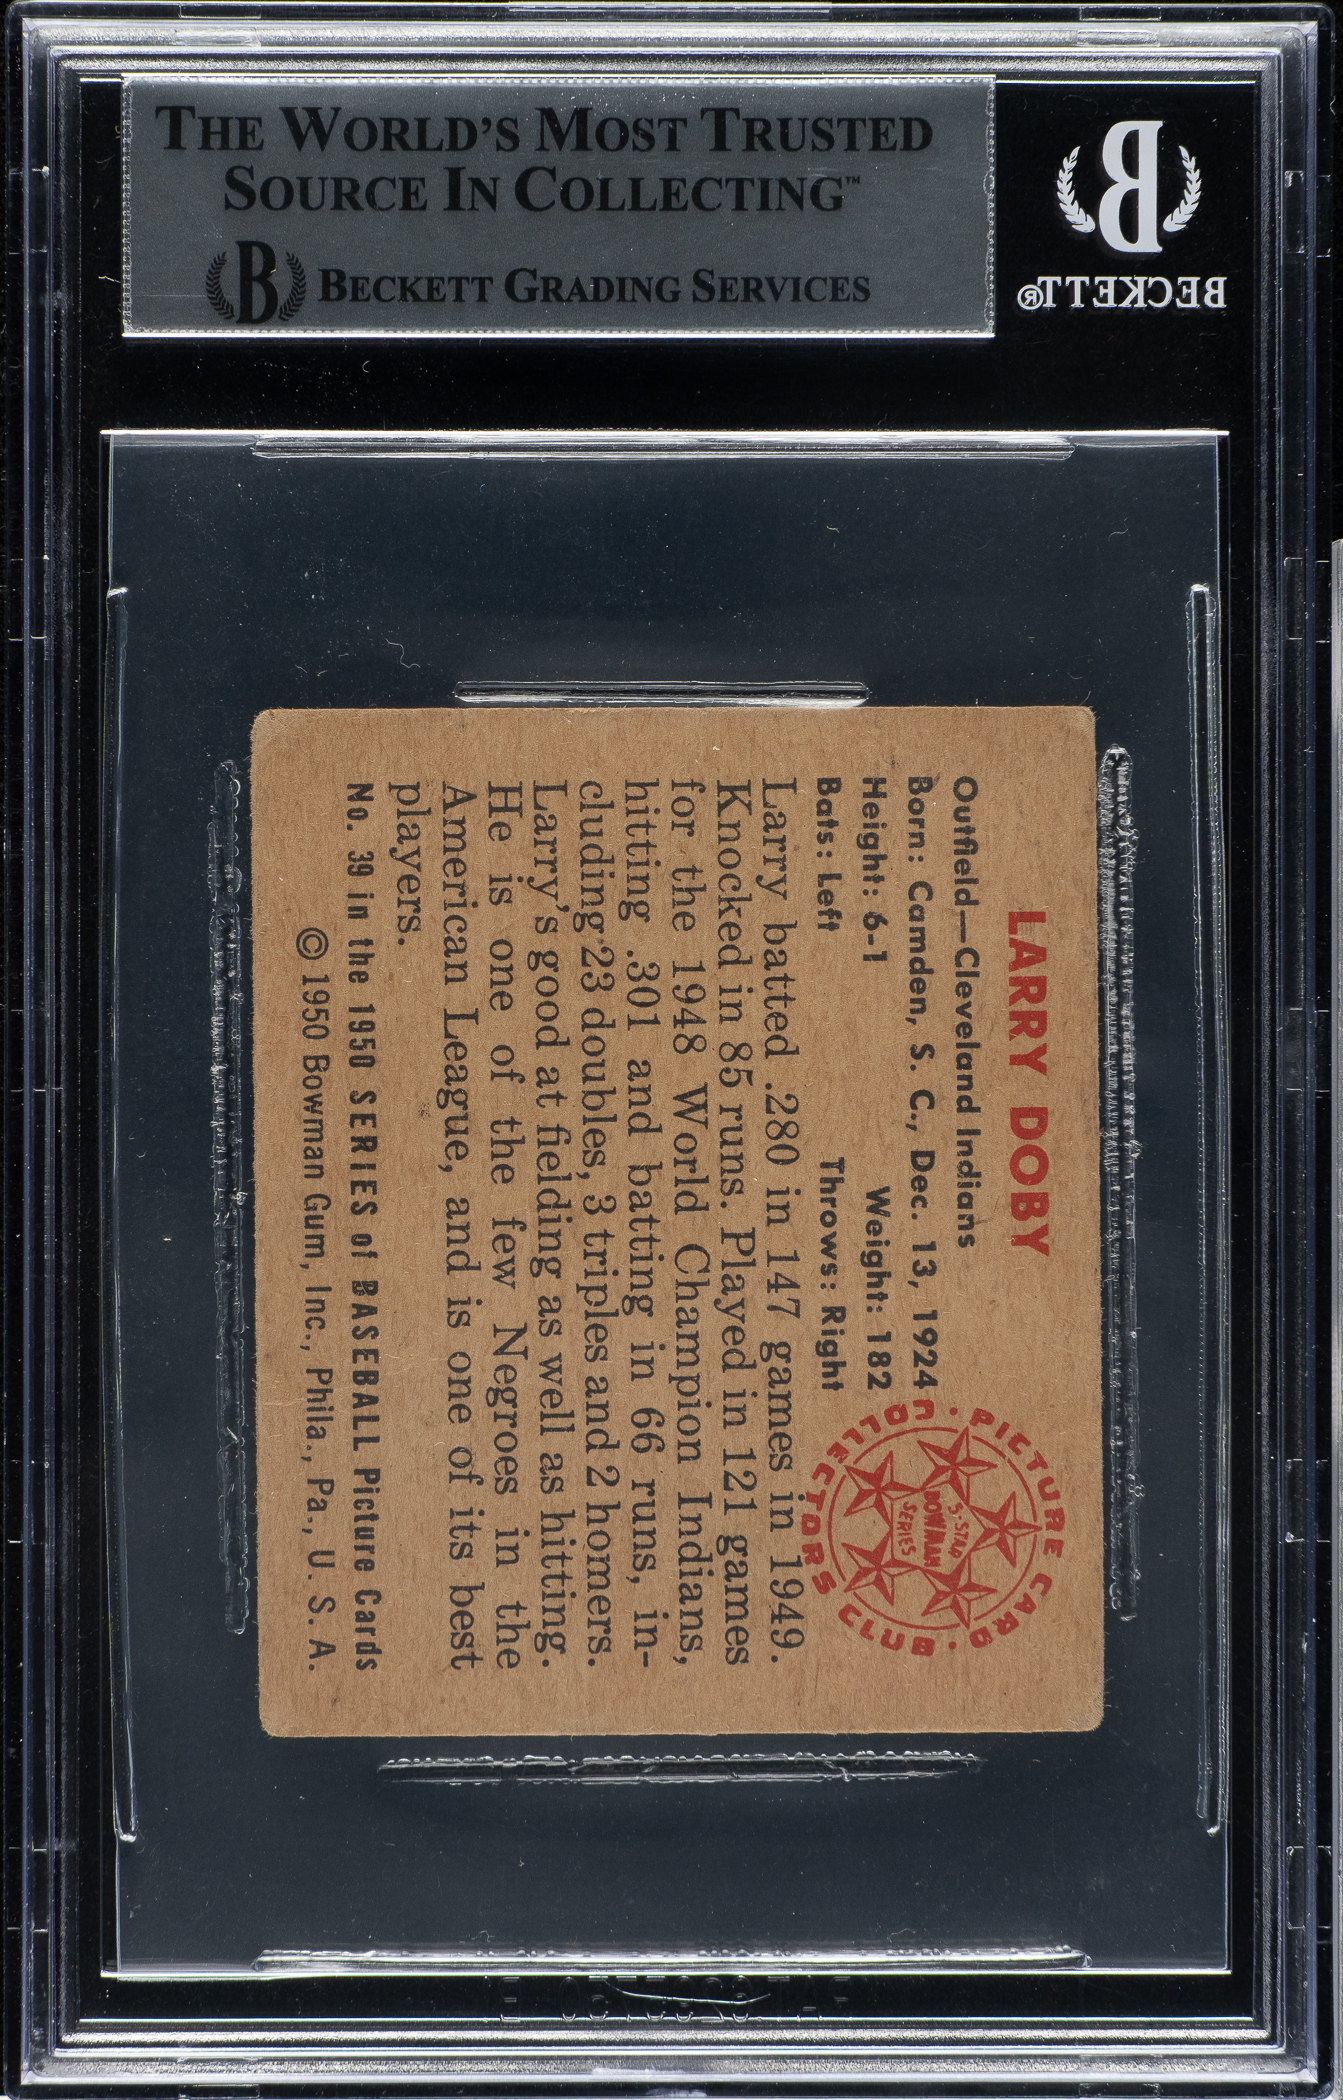 THE WORLD'S MOST TRUSTED
SOURCE IN COLLECTING™
B BECKETT GRADING SERVICES
B
BECKETT®
LARRY DOBY
Outfield—Cleveland Indians
Born: Camden, S. C., Dec. 13, 1924
Height: 6-1 Weight: 182
Bats: Left Throws: Right
PICTURE CARD · COLLECTORS CLUB ·
5-STAR
BOWMAN
SERIES
Larry batted .280 in 147 games in 1949.
Knocked in 85 runs. Played in 121 games
for the 1948 World Champion Indians,
hitting .301 and batting in 66 runs, in-
cluding 23 doubles, 3 triples and 2 homers.
Larry's good at fielding as well as hitting.
He is one of the few Negroes in the
American League, and is one of its best
players.
No. 39 in the 1950 SERIES of BASEBALL Picture Cards
©1950 Bowman Gum, Inc., Phila., Pa., U. S. A.